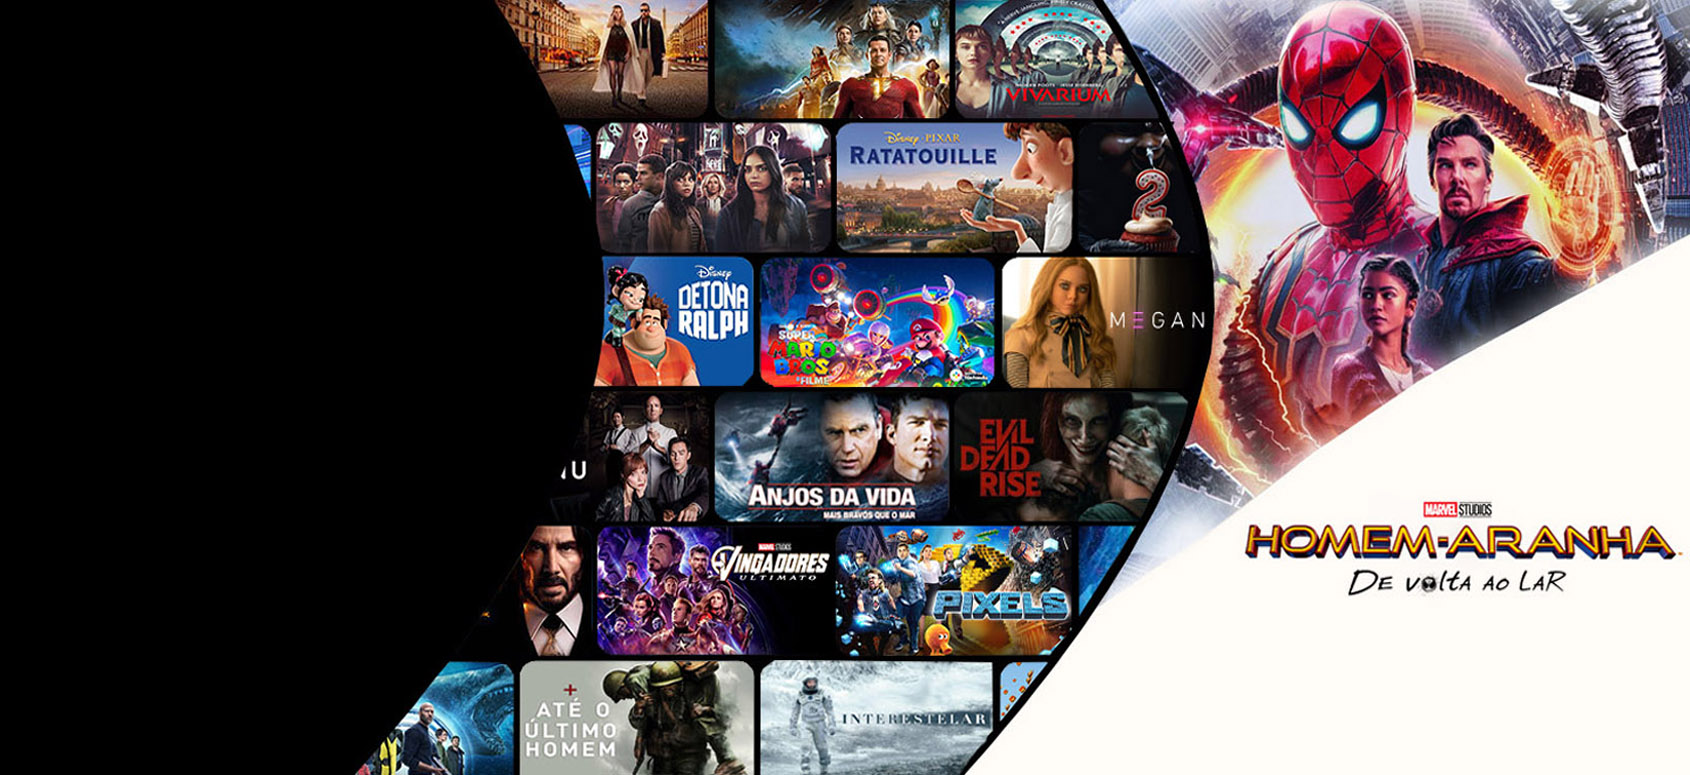 VIVARIUM
Disney · PIXAR
RATATOUILLE
2
Disney
DETONA
RALPH
SUPER
MARIO
BROS
O FILME
MEGAN
NU
ANJOS DA VIDA
MAIS BRAVOS QUE O MAR
EVIL
DEAD
RISE
MARVEL STUDIOS
VINGADORES
ULTIMATO
PIXELS
ATÉ O
ÚLTIMO
HOMEM
INTERESTELAR
MARVEL STUDIOS
HOMEM-ARANHA
DE VOLTA AO LAR